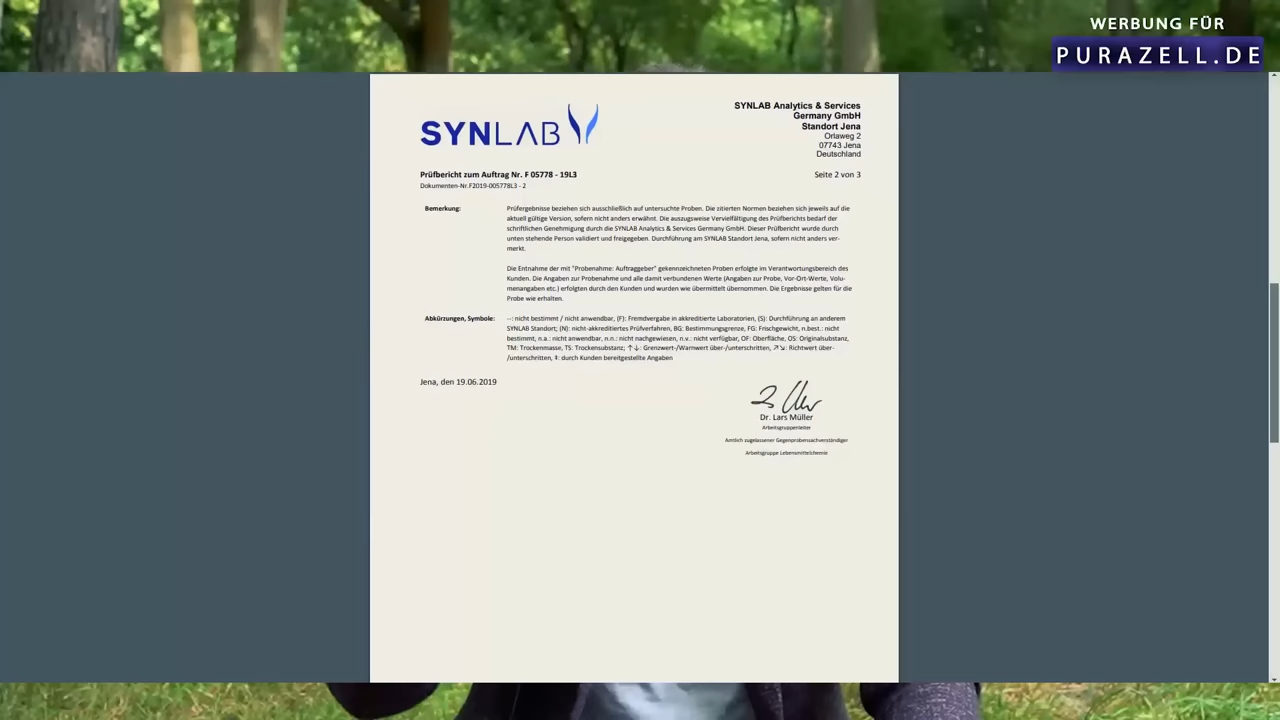 WERBUNG FÜR
PURAZELL.DE
SYNLAB
SYNLAB Analytics & Services
Germany GmbH
Standort Jena
Orlaweg 2
07743 Jena
Deutschland
Prüfbericht zum Auftrag Nr. F 05778 - 19L3
Seite 2 von 3
Dokumenten-Nr.F2019-005778L3 - 2
Bemerkung:
Prüfergebnisse beziehen sich ausschließlich auf untersuchte Proben. Die zitierten Normen beziehen sich jeweils auf die
aktuell gültige Version, sofern nicht anders erwähnt. Die auszugsweise Vervielfältigung des Prüfberichts bedarf der
schriftlichen Genehmigung durch die SYNLAB Analytics & Services Germany GmbH. Dieser Prüfbericht wurde durch
unten stehende Person validiert und freigegeben. Durchführung am SYNLAB Standort Jena, sofern nicht anders ver-
merkt.
Die Entnahme der mit "Probenahme: Auftraggeber" gekennzeichneten Proben erfolgte im Verantwortungsbereich des
Kunden. Die Angaben zur Probenahme und alle damit verbundenen Werte (Angaben zur Probe, Vor-Ort-Werte, Volu-
menangaben etc.) erfolgten durch den Kunden und wurden wie übermittelt übernommen. Die Ergebnisse gelten für die
Probe wie erhalten.
Abkürzungen, Symbole:
--: nicht bestimmt / nicht anwendbar, (F): Fremdvergabe in akkreditierte Laboratorien, (S): Durchführung an anderem
SYNLAB Standort; (N): nicht-akkreditiertes Prüfverfahren, BG: Bestimmungsgrenze, FG: Frischgewicht, n.best.: nicht
bestimmt, n.a.: nicht anwendbar, n.n.: nicht nachgewiesen, n.v.: nicht verfügbar, OF: Oberfläche, OS: Originalsubstanz,
TM: Trockenmasse, TS: Trockensubstanz; ↑↓: Grenzwert-/Warnwert über-/unterschritten, ↗↘: Richtwert über-
/unterschritten, ‡: durch Kunden bereitgestellte Angaben
Jena, den 19.06.2019
Dr. Lars Müller
Arbeitsgruppenleiter
Amtlich zugelassener Gegenprobensachverständiger
Arbeitsgruppe Lebensmittelchemie